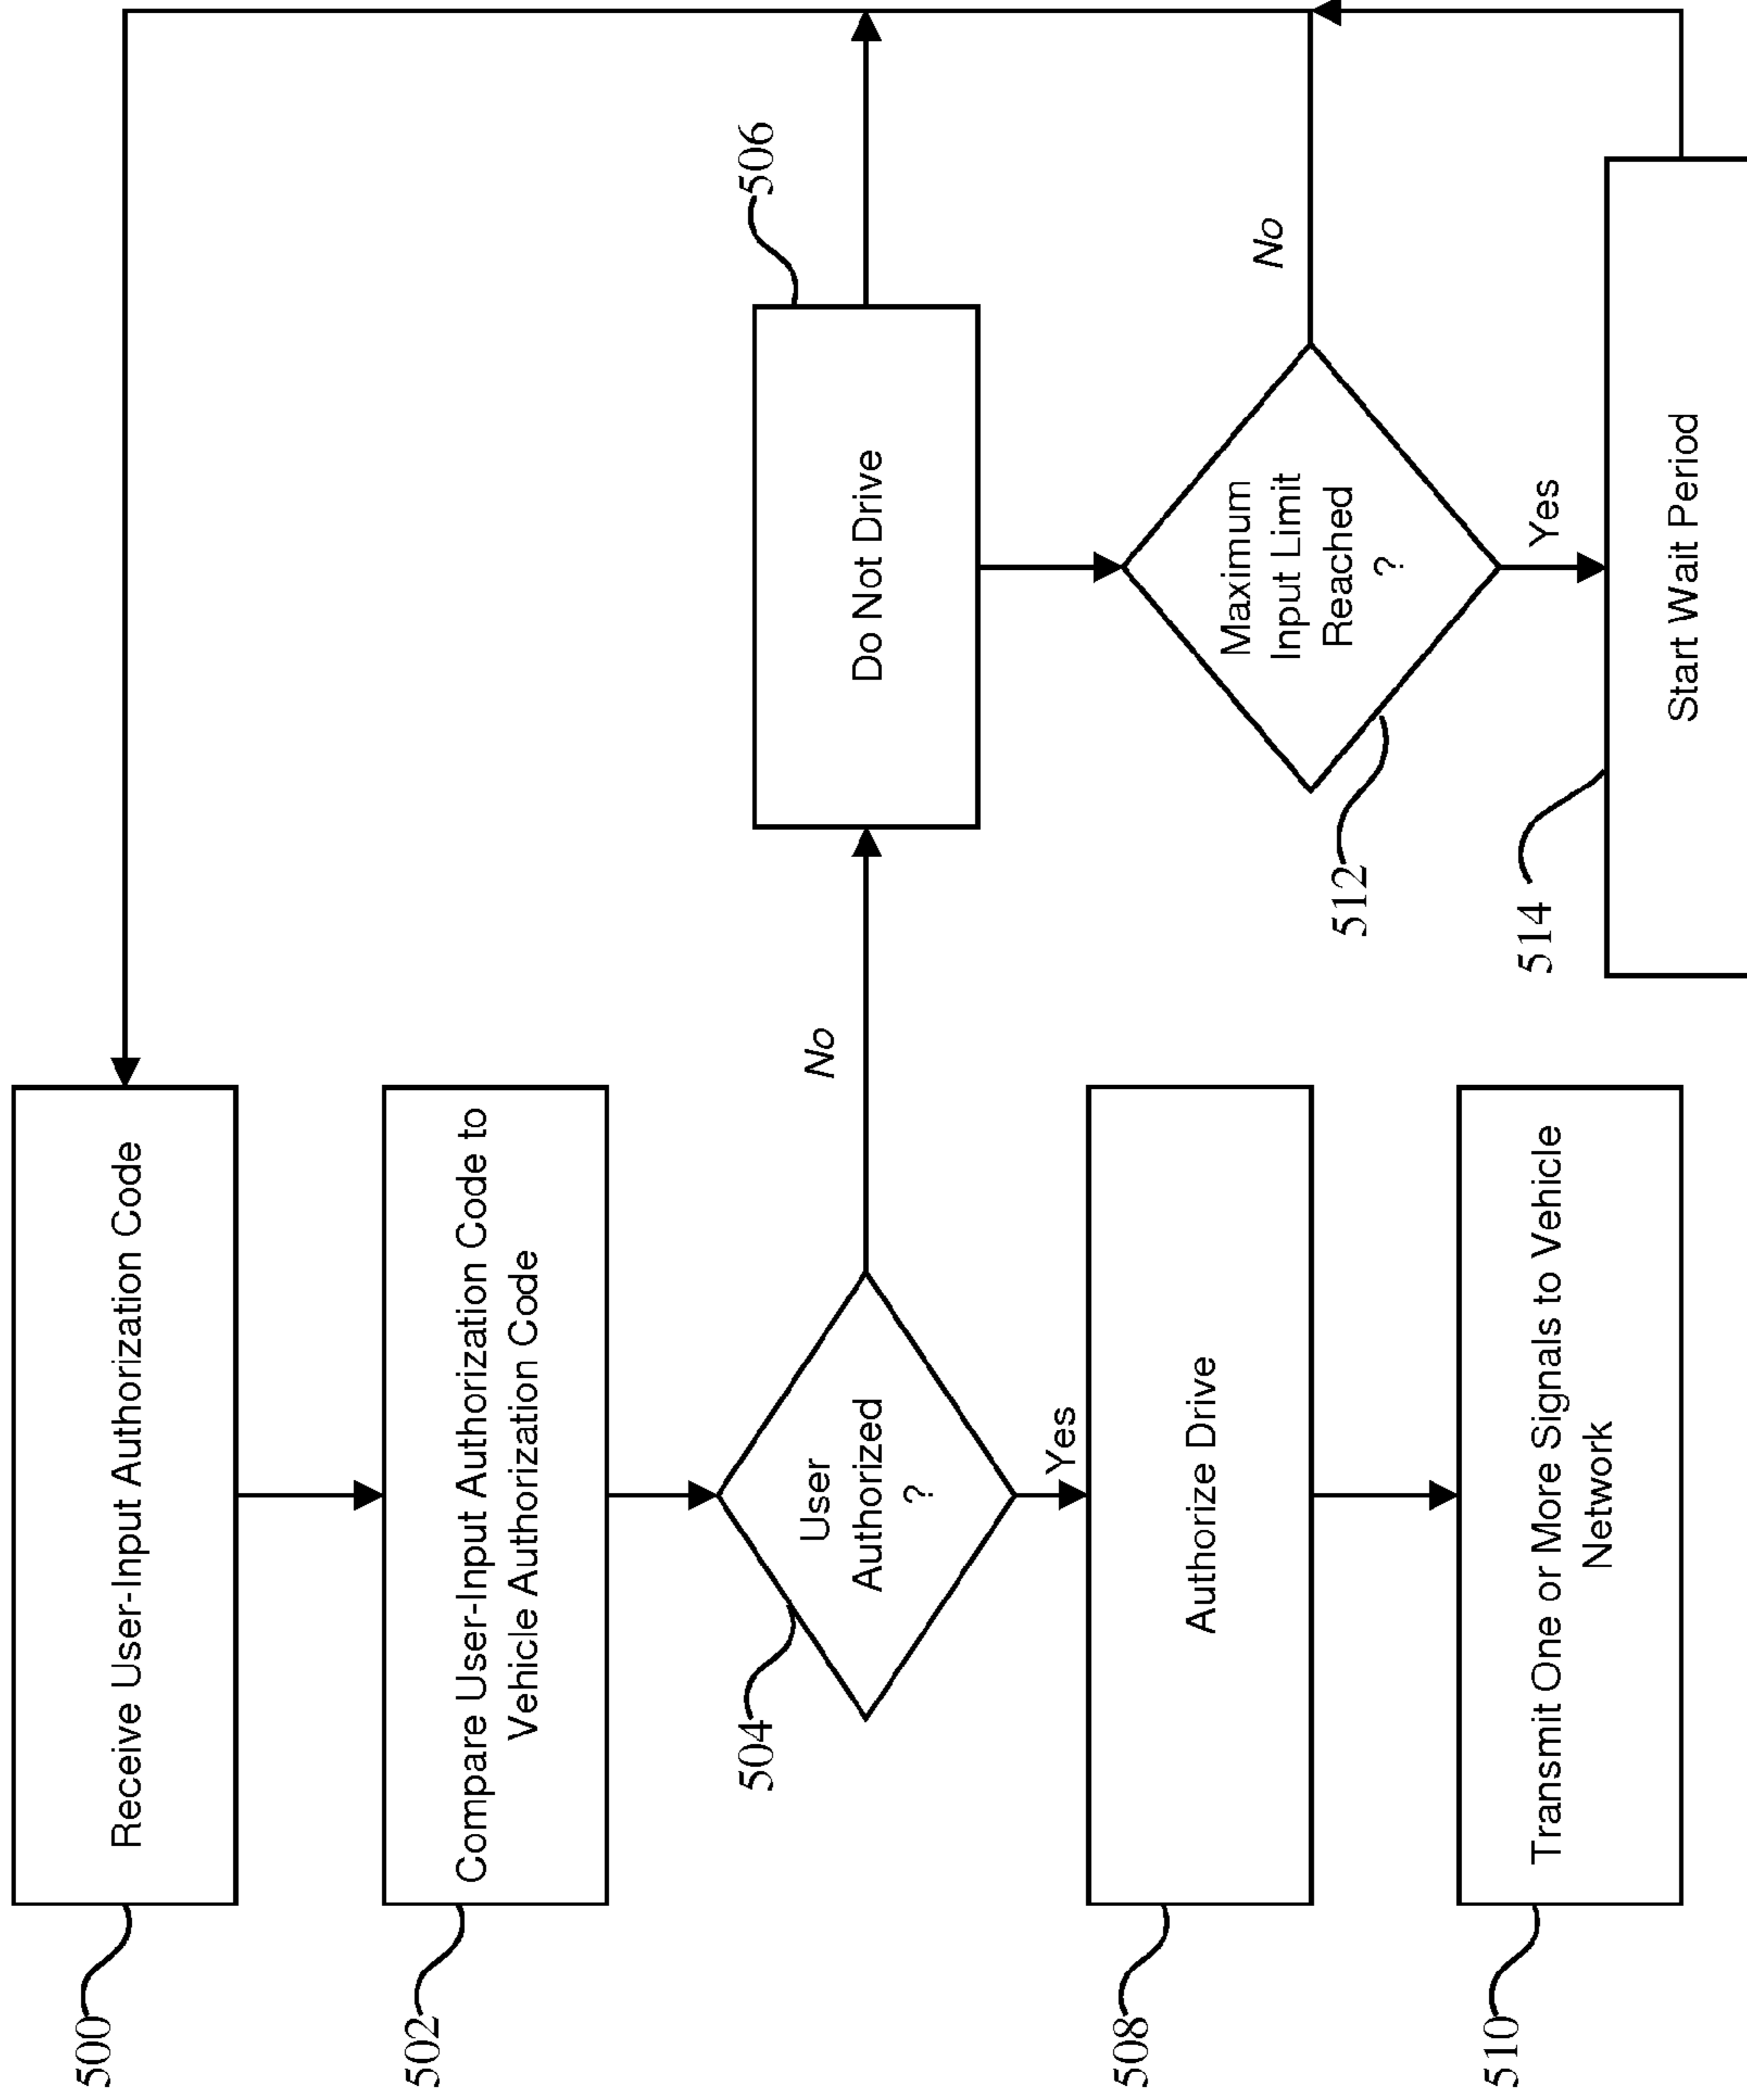 500
Receive User-Input Authorization Code
502
Compare User-Input Authorization Code to
Vehicle Authorization Code
504
User
Authorized
?
No
506
Do Not Drive
Yes
508
Authorize Drive
512
Maximum
Input Limit
Reached
?
No
Yes
510
Transmit One or More Signals to Vehicle
Network
514
Start Wait Period